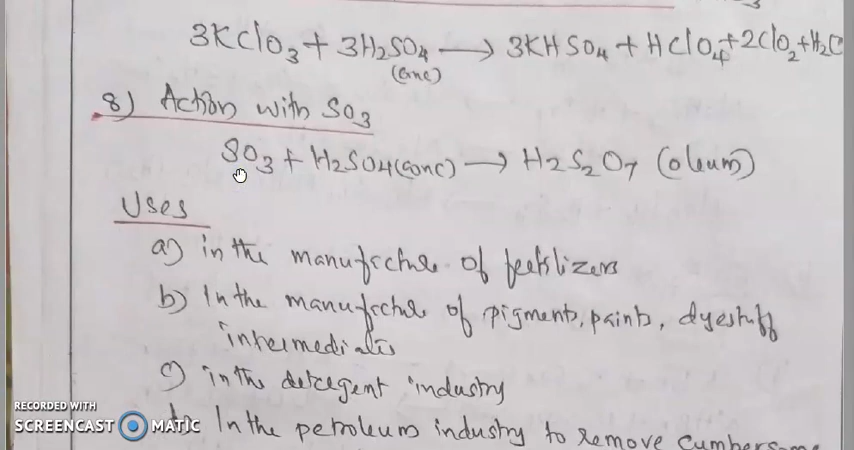 3KClO3 + 3H2SO4 → 3KHSO4 + HClO4 + 2ClO2 + H2O
(Conc)
8) Action with SO3
SO3 + H2SO4(conc) → H2S2O7 (oleum)
Uses
a) in the manufacture of fertilizers
b) In the manufacture of pigments, paints, dyestuff
intermediates
c) in the detergent industry
In the petroleum industry to remove cumbersome
RECORDED WITH
SCREENCAST MATIC